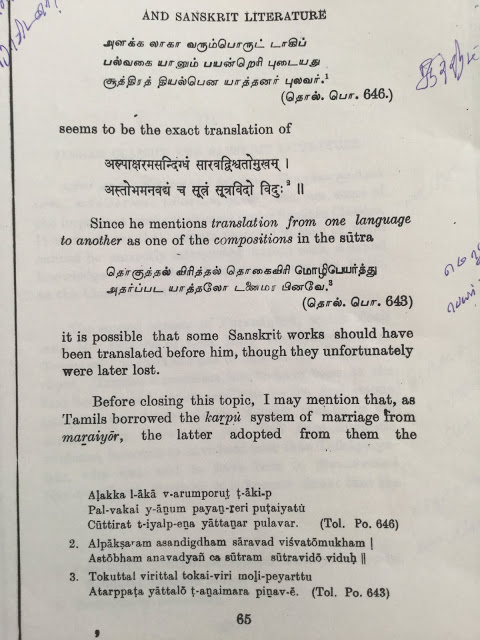 AND SANSKRIT LITERATURE
அளக்க லாகா வரும்பொருட் டாகிப்
பல்வகை யானும் பயன்றெரி புடையது
சூத்திரத் தியல்பென யாத்தனர் புலவர்.¹
(தொல். பொ. 646.)
seems to be the exact translation of
अल्पाक्षरमसन्दिग्धं सारवद्विश्वतोमुखम् ।
अस्तोभमनवद्यं च सूत्रं सूत्रविदो विदुः² ॥
Since he mentions translation from one language
to another as one of the compositions in the sūtra
தொகுத்தல் விரித்தல் தொகைவிரி மொழிபெயர்த்து
அதர்ப்பட யாத்தலோ டனைமர பினவே.³
(தொல். பொ. 643)
it is possible that some Sanskrit works should have
been translated before him, though they unfortunately
were later lost.
Before closing this topic, I may mention that, as
Tamils borrowed the kaṟpu system of marriage from
maṟaiyōr, the latter adopted from them the
Aḷakka l-ākā v-arumporuṭ ṭ-āki-p
Pal-vakai y-āṉum payaṉ-ṟeri puṭaiyatu
Cūttirat t-iyalp-eṉa yāttaṉar pulavar. (Tol. Po. 646)
2. Alpākṣaram asandigdham sāravad viśvatōmukham |
Astōbham anavadyañ ca sūtram sūtravidō viduḥ ||
3. Tokuttal virittal tokai-viri moḻi-peyarttu
Atarppaṭa yāttalō ṭ-aṉaimara piṉav-ē. (Tol. Po. 643)
65